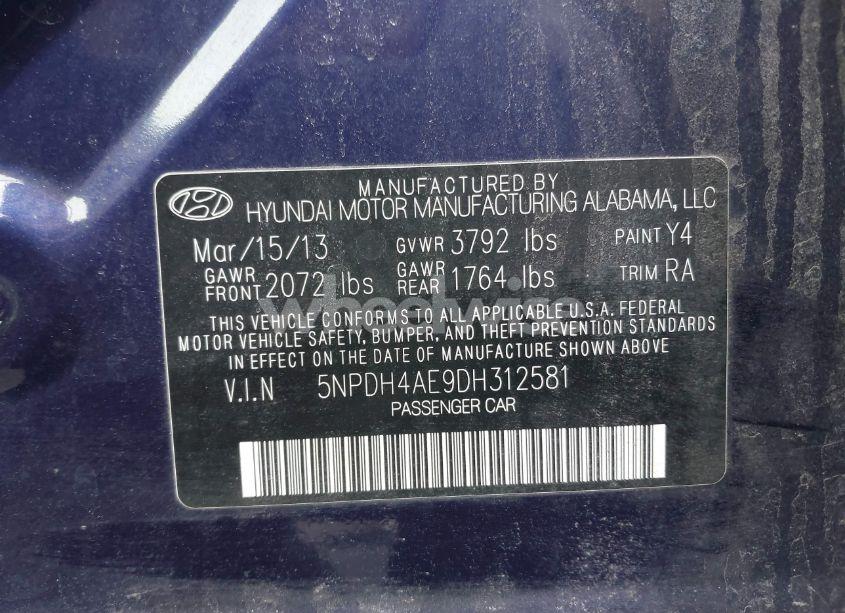 MANUFACTURED BY
HYUNDAI MOTOR MANUFACTURING ALABAMA, LLC
Mar/15/13 GVWR 3792 lbs PAINT Y4
GAWR FRONT 2072 lbs GAWR REAR 1764 lbs TRIM RA
THIS VEHICLE CONFORMS TO ALL APPLICABLE U.S.A. FEDERAL
MOTOR VEHICLE SAFETY, BUMPER, AND THEFT PREVENTION STANDARDS
IN EFFECT ON THE DATE OF MANUFACTURE SHOWN ABOVE
V.I.N 5NPDH4AE9DH312581
PASSENGER CAR
wheelwise